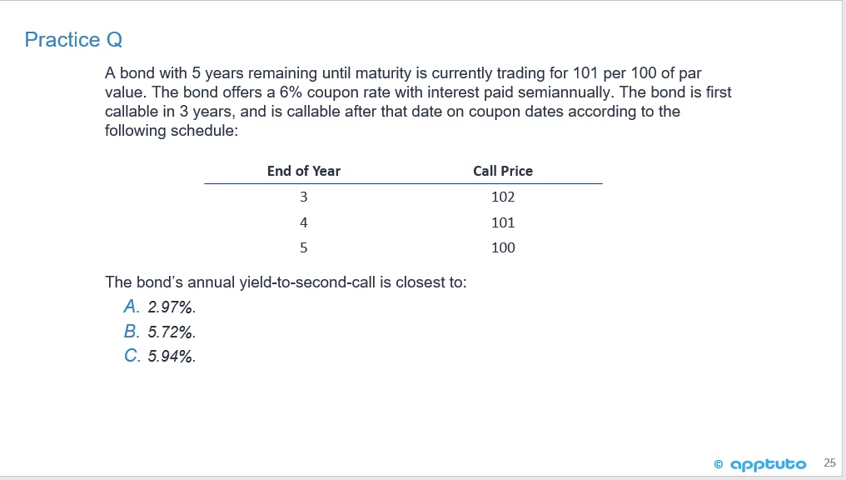 Practice Q
A bond with 5 years remaining until maturity is currently trading for 101 per 100 of par
value. The bond offers a 6% coupon rate with interest paid semiannually. The bond is first
callable in 3 years, and is callable after that date on coupon dates according to the
following schedule:
End of Year Call Price
3 102
4 101
5 100
The bond's annual yield-to-second-call is closest to:
A. 2.97%.
B. 5.72%.
C. 5.94%.
© apptuto 25